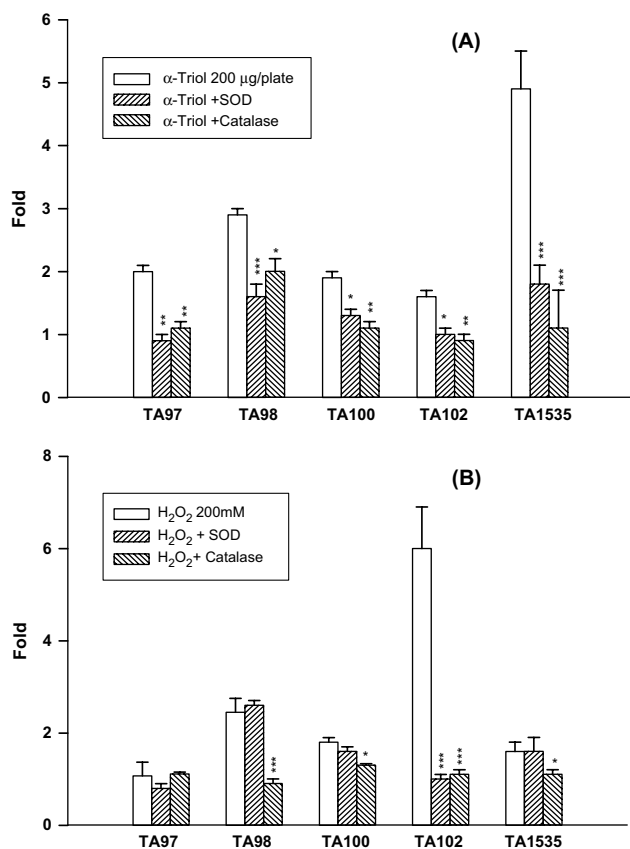 (A)
α-Triol 200 μg/plate
α-Triol +SOD
α-Triol +Catalase
Fold
6
5
4
3
2
1
0
** ** *** * * ** * ** *** ***
TA97 TA98 TA100 TA102 TA1535
(B)
H₂O₂ 200mM
H₂O₂ + SOD
H₂O₂+ Catalase
Fold
8
6
4
2
0
*** * *** *** *
TA97 TA98 TA100 TA102 TA1535